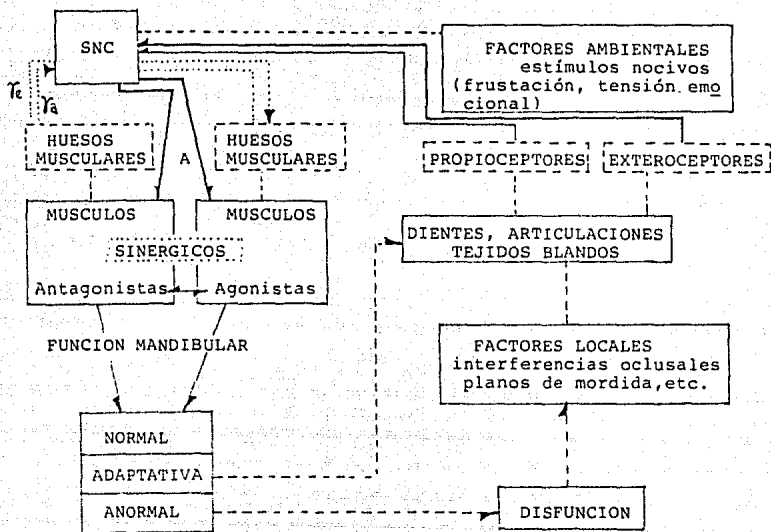 SNC
FACTORES AMBIENTALES
estímulos nocivos
(frustación, tensión emo
cional)
γe
γa
HUESOS
MUSCULARES
A
HUESOS
MUSCULARES
PROPIOCEPTORES
EXTEROCEPTORES
MUSCULOS
MUSCULOS
SINERGICOS
Antagonistas
Agonistas
DIENTES, ARTICULACIONES
TEJIDOS BLANDOS
FUNCION MANDIBULAR
FACTORES LOCALES
interferencias oclusales
planos de mordida,etc.
NORMAL
ADAPTATIVA
ANORMAL
DISFUNCION